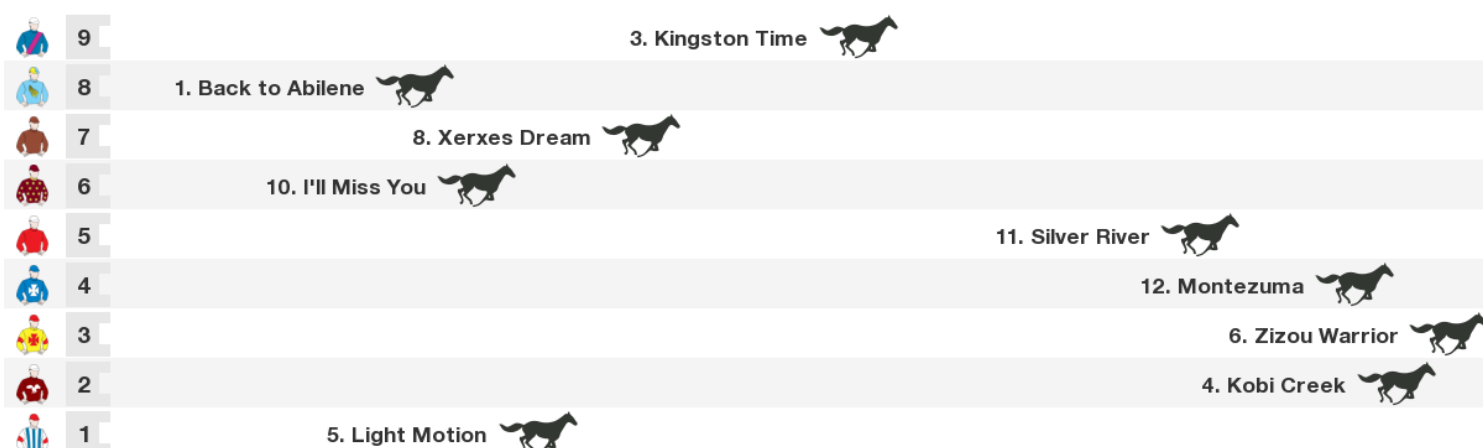 9 3. Kingston Time
8 1. Back to Abilene
7 8. Xerxes Dream
6 10. I'll Miss You
5 11. Silver River
4 12. Montezuma
3 6. Zizou Warrior
2 4. Kobi Creek
1 5. Light Motion